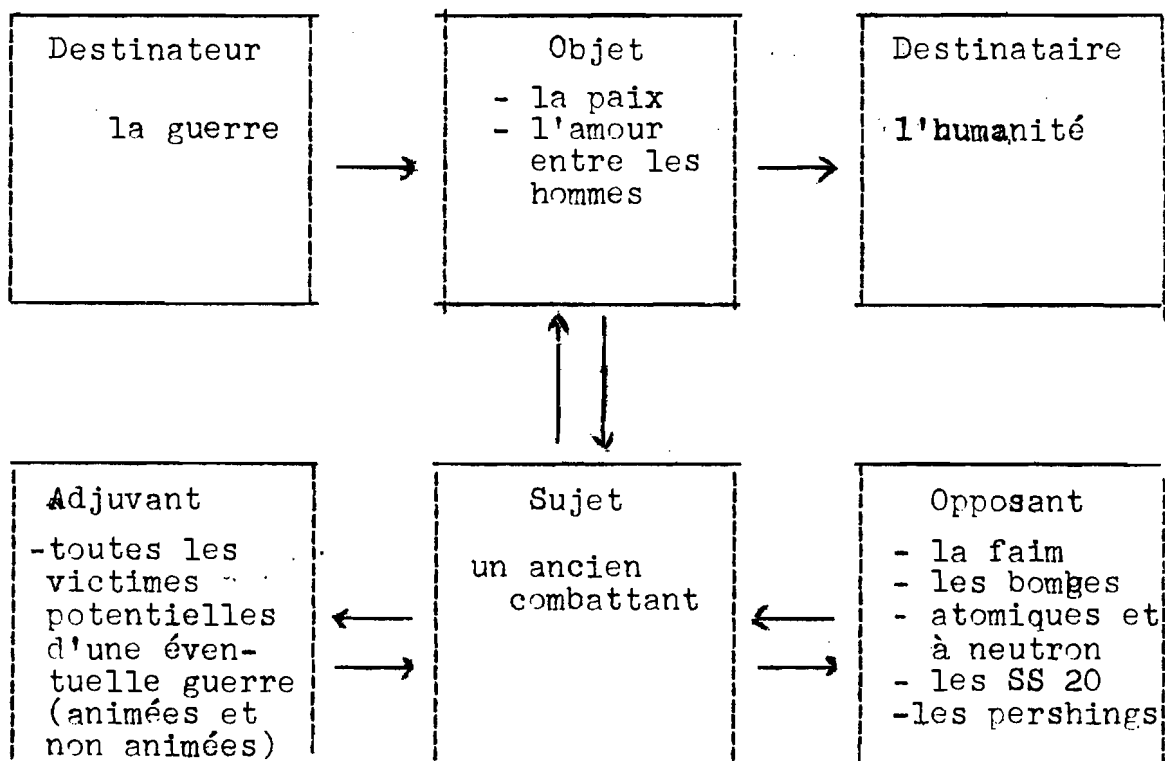 Destinateur
la guerre
Objet
- la paix
- l'amour
entre les
hommes
Destinataire
l'humanité
Adjuvant
-toutes les
victimes
potentielles
d'une éven-
tuelle guerre
(animées et
non animées)
Sujet
un ancien
combattant
Opposant
- la faim
- les bombes
- atomiques et
à neutron
- les SS 20
-les pershings